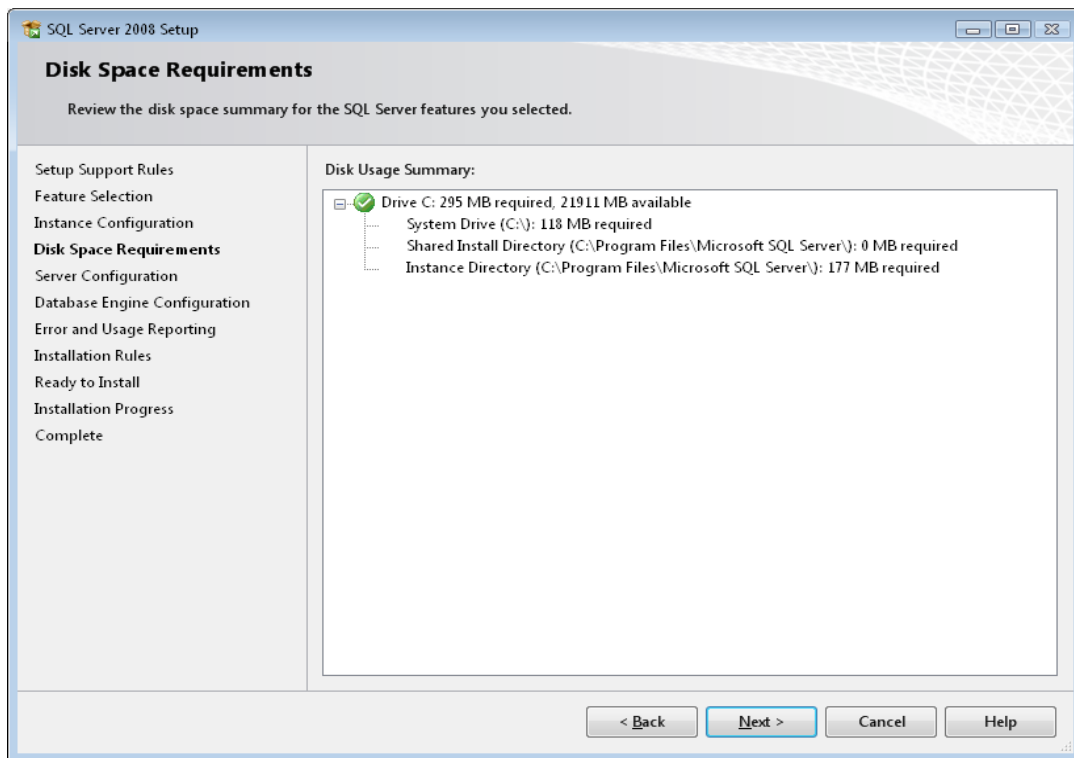 SQL Server 2008 Setup
Disk Space Requirements
Review the disk space summary for the SQL Server features you selected.
Setup Support Rules
Feature Selection
Instance Configuration
Disk Space Requirements
Server Configuration
Database Engine Configuration
Error and Usage Reporting
Installation Rules
Ready to Install
Installation Progress
Complete
Disk Usage Summary:
Drive C: 295 MB required, 21911 MB available
System Drive (C:\): 118 MB required
Shared Install Directory (C:\Program Files\Microsoft SQL Server\): 0 MB required
Instance Directory (C:\Program Files\Microsoft SQL Server\): 177 MB required
< Back
Next >
Cancel
Help